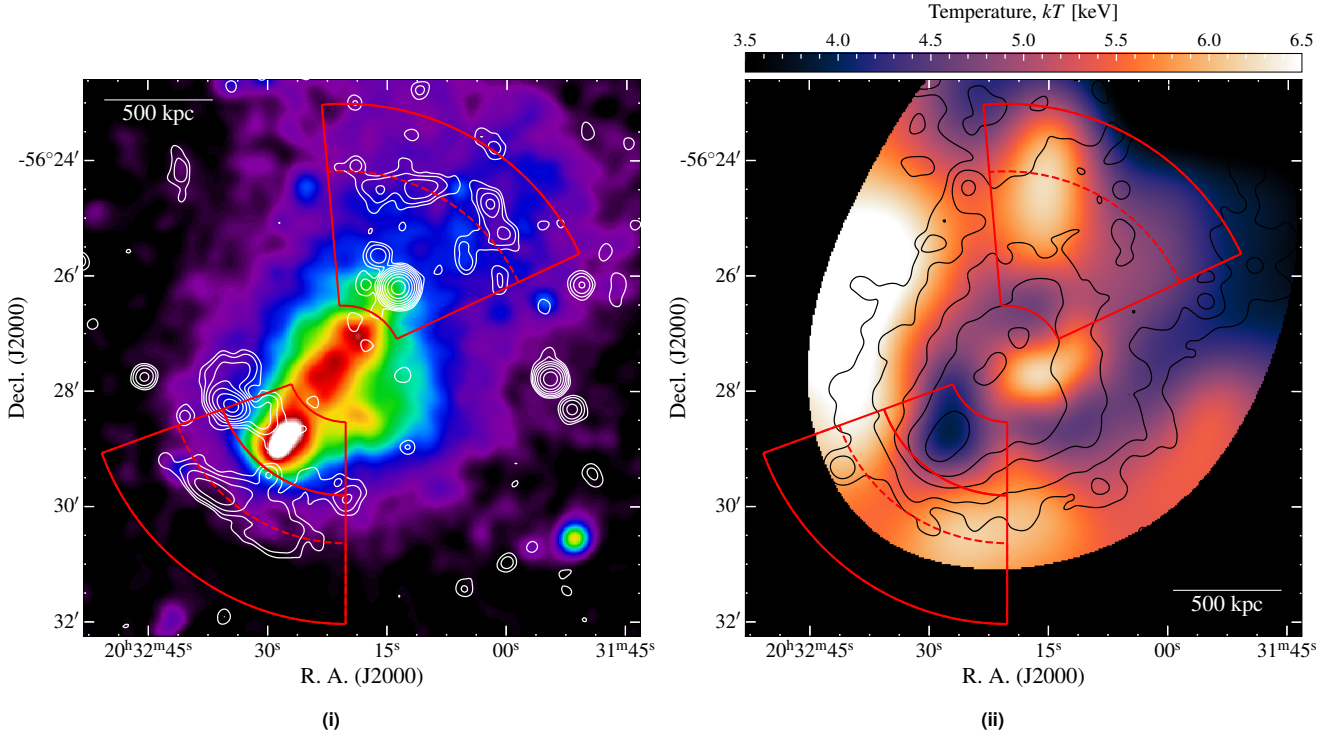 Temperature, kT [keV]
3.5 4.0 4.5 5.0 5.5 6.0 6.5
500 kpc
-56°24′
26′
28′
30′
32′
Decl. (J2000)
20ʰ32ᵐ45ˢ 30ˢ 15ˢ 00ˢ 31ᵐ45ˢ
R. A. (J2000)
(i)
-56°24′
26′
28′
30′
32′
Decl. (J2000)
500 kpc
20ʰ32ᵐ45ˢ 30ˢ 15ˢ 00ˢ 31ᵐ45ˢ
R. A. (J2000)
(ii)